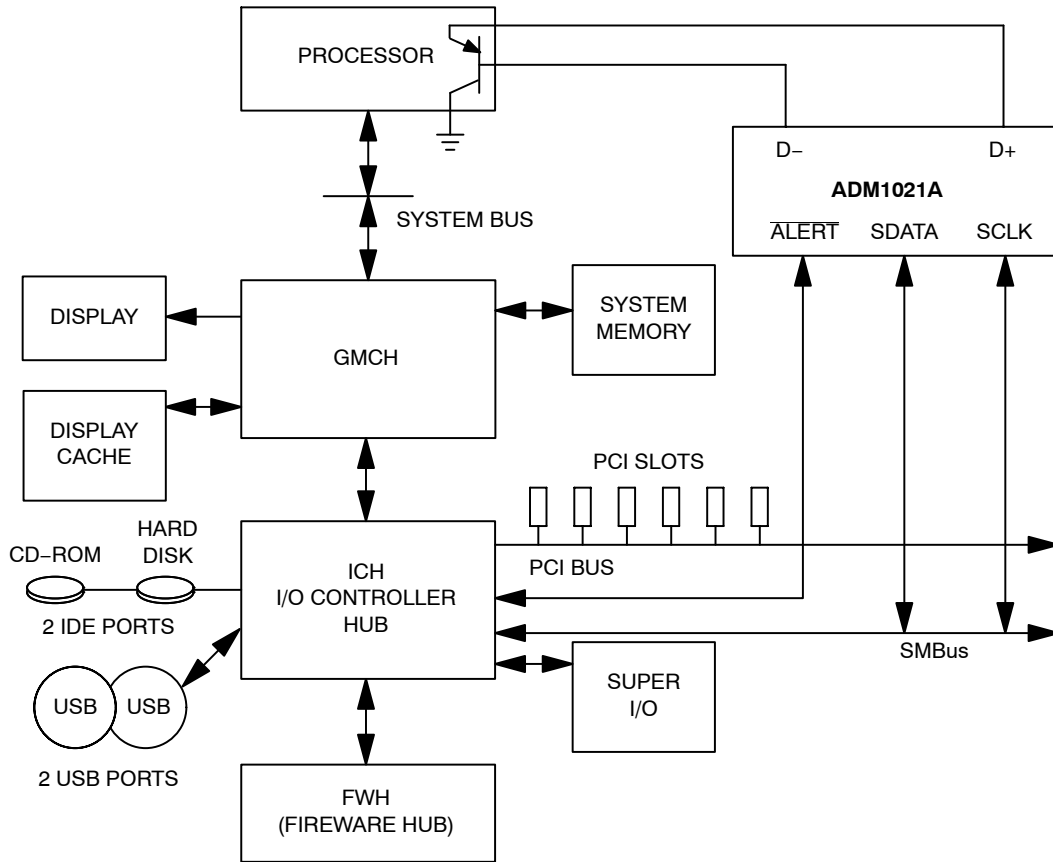 PROCESSOR
D−
D+
ADM1021A
ALERT
SDATA
SCLK
SYSTEM BUS
DISPLAY
GMCH
SYSTEM
MEMORY
DISPLAY
CACHE
PCI SLOTS
CD−ROM
HARD
DISK
ICH
I/O CONTROLLER
HUB
PCI BUS
2 IDE PORTS
SMBus
USB
USB
SUPER
I/O
2 USB PORTS
FWH
(FIREWARE HUB)